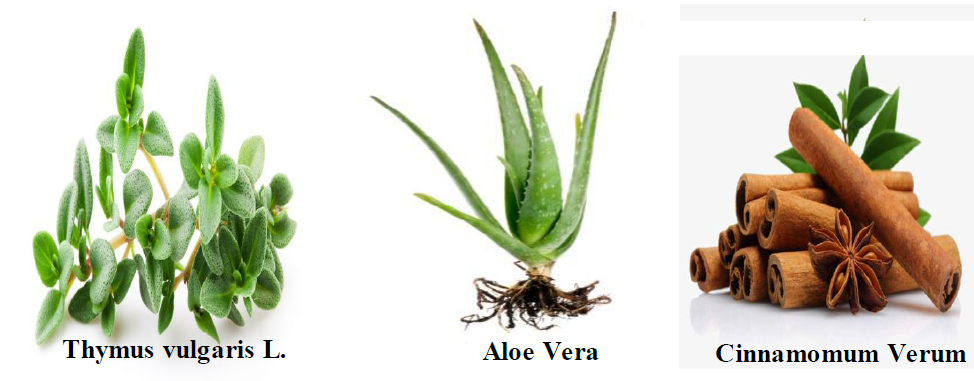 Thymus vulgaris L.
Aloe Vera
Cinnamomum Verum